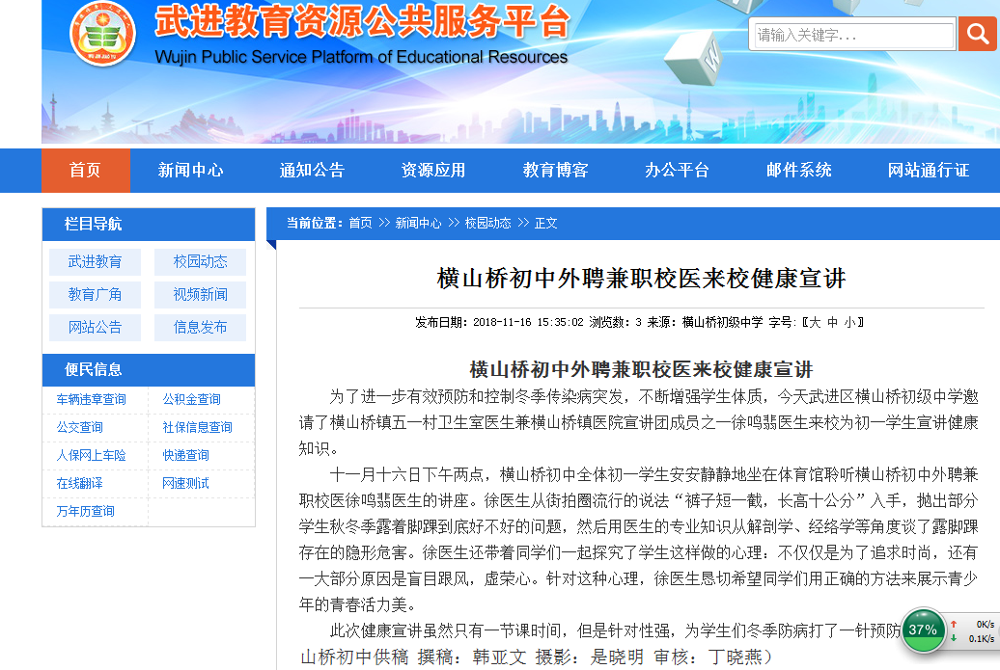 武进教育资源公共服务平台
Wujin Public Service Platform of Educational Resources
请输入关键字...
W
首页 新闻中心 通知公告 资源应用 教育博客 办公平台 邮件系统 网站通行证
栏目导航
武进教育 校园动态
教育广角 视频新闻
网站公告 信息发布
便民信息
车辆违章查询 公积金查询
公交查询 社保信息查询
人保网上车险 快递查询
在线翻译 网速测试
万年历查询
当前位置：首页 >> 新闻中心 >> 校园动态 >> 正文
横山桥初中外聘兼职校医来校健康宣讲
发布日期：2018-11-16 15:35:02 浏览数：3 来源：横山桥初级中学 字号:〖大 中 小〗
横山桥初中外聘兼职校医来校健康宣讲
为了进一步有效预防和控制冬季传染病突发，不断增强学生体质，今天武进区横山桥初级中学邀
请了横山桥镇五一村卫生室医生兼横山桥镇医院宣讲团成员之一徐鸣翡医生来校为初一学生宣讲健康
知识。
十一月十六日下午两点，横山桥初中全体初一学生安安静静地坐在体育馆聆听横山桥初中外聘兼
职校医徐鸣翡医生的讲座。徐医生从街拍圈流行的说法“裤子短一截，长高十公分”入手，抛出部分
学生秋冬季露着脚踝到底好不好的问题，然后用医生的专业知识从解剖学、经络学等角度谈了露脚踝
存在的隐形危害。徐医生还带着同学们一起探究了学生这样做的心理：不仅仅是为了追求时尚，还有
一大部分原因是盲目跟风，虚荣心。针对这种心理，徐医生恳切希望同学们用正确的方法来展示青少
年的青春活力美。
此次健康宣讲虽然只有一节课时间，但是针对性强，为学生们冬季防病打了一针预防
山桥初中供稿 撰稿：韩亚文 摄影：是晓明 审核：丁晓燕）
37%
0K/s
0.1K/s